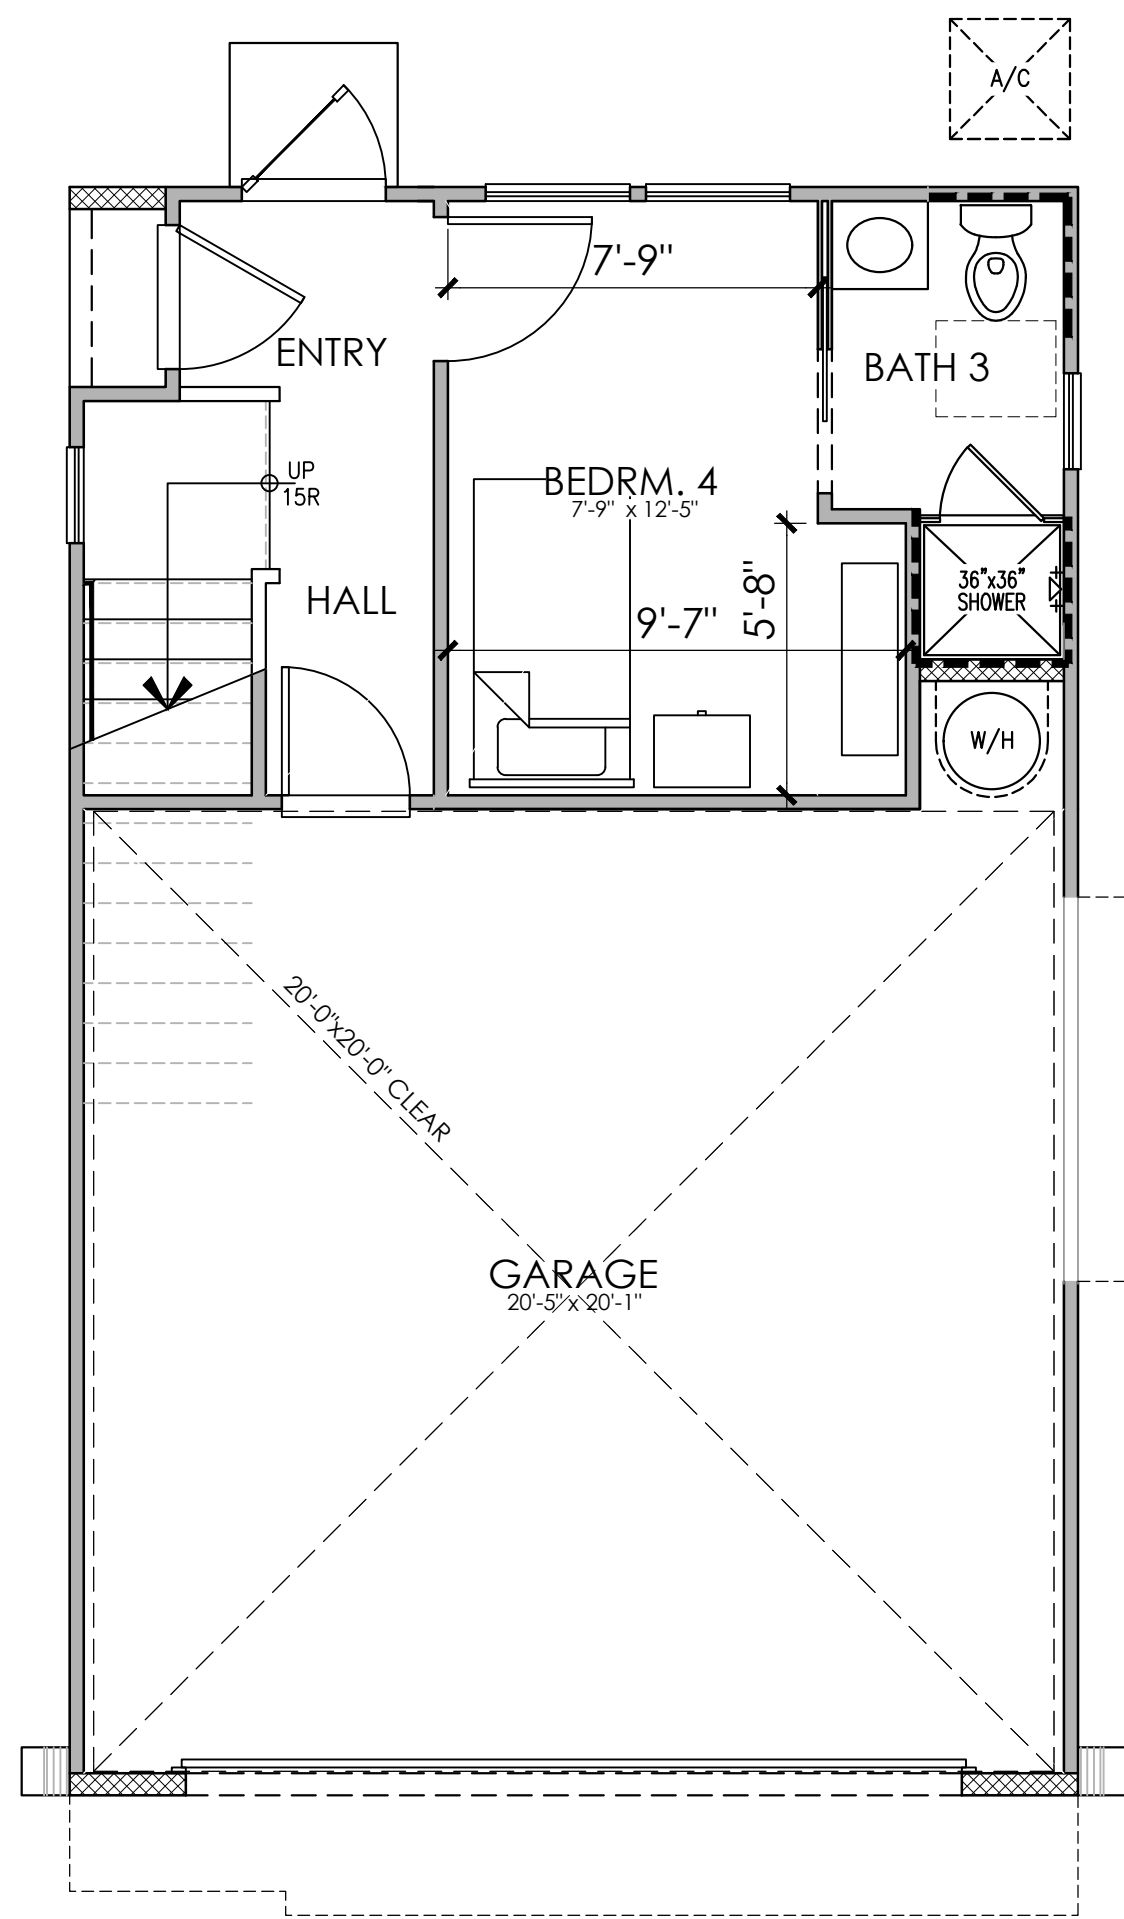 A/C
7'-9"
ENTRY
BATH 3
UP
15R
BEDRM. 4
7'-9" x 12'-5"
HALL
9'-7"
5'-8"
36"x36"
SHOWER
W/H
20'-0"x20'-0" CLEAR
GARAGE
20'-5" x 20'-1"